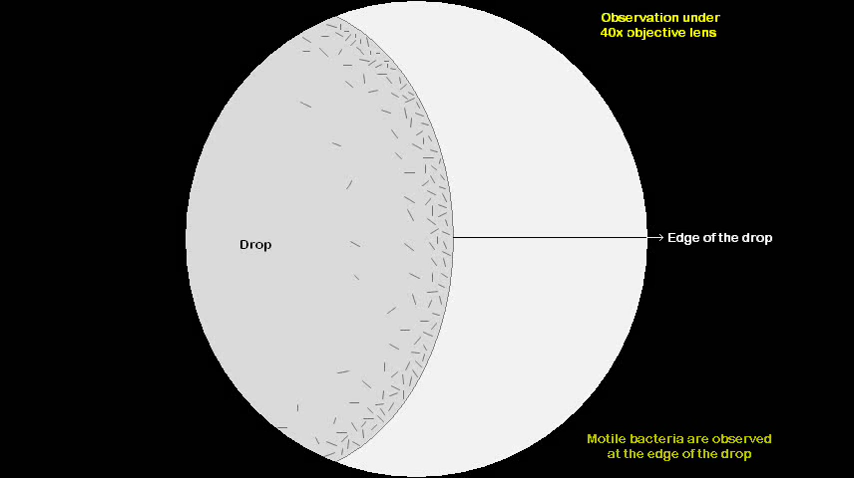 Observation under
40x objective lens
Drop
Edge of the drop
Motile bacteria are observed
at the edge of the drop